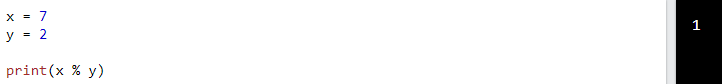 x = 7
y = 2
print(x % y)
1